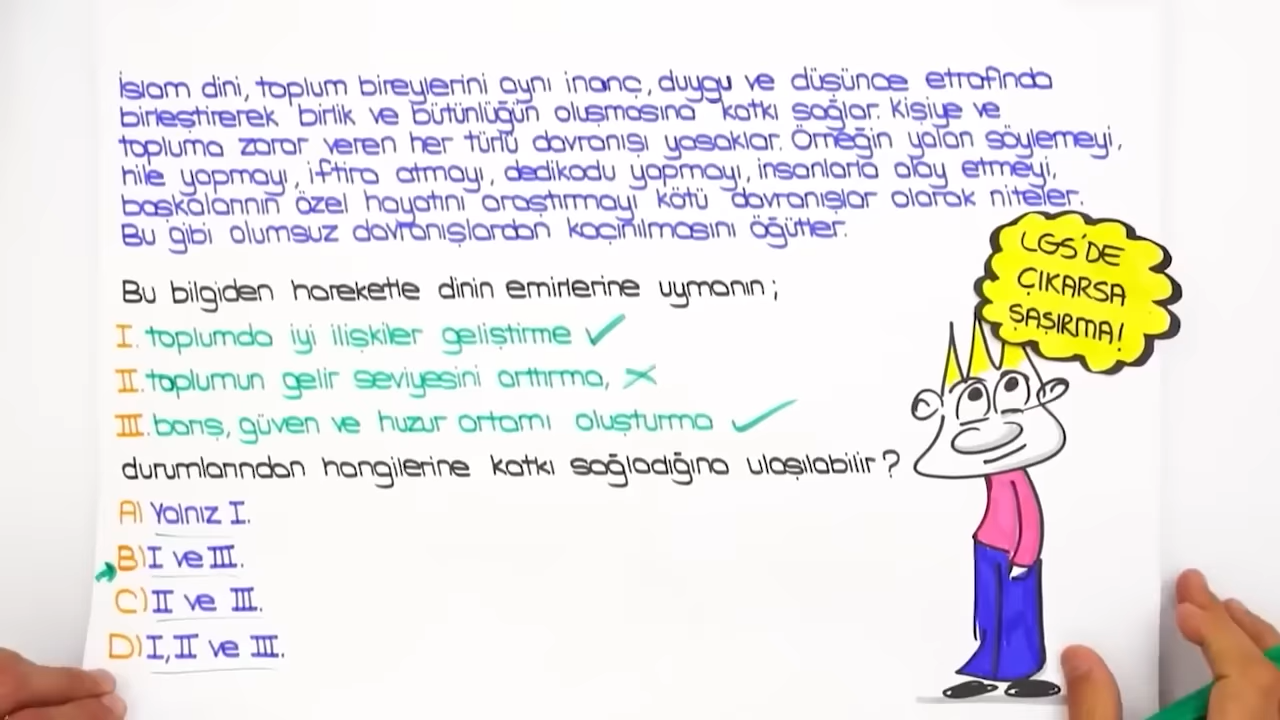 İslam dini, toplum bireylerini aynı inanç, duygu ve düşünce etrafında
birleştirerek birlik ve bütünlüğün oluşmasına katkı sağlar. Kişiye ve
topluma zarar veren her türlü davranışı yasaklar. Örneğin yalan söylemeyi,
hile yapmayı, iftira atmayı, dedikodu yapmayı, insanlarla alay etmeyi,
başkalarının özel hayatını araştırmayı kötü davranışlar olarak niteler.
Bu gibi olumsuz davranışlardan kaçınılmasını öğütler.
LGS'DE
ÇIKARSA
ŞAŞIRMA!
Bu bilgiden hareketle dinin emirlerine uymanın;
I. toplumda iyi ilişkiler geliştirme
II. toplumun gelir seviyesini arttırma,
III. barış, güven ve huzur ortamı oluşturma
durumlarından hangilerine katkı sağladığına ulaşılabilir?
A) Yalnız I.
B) I ve III.
C) II ve III.
D) I, II ve III.